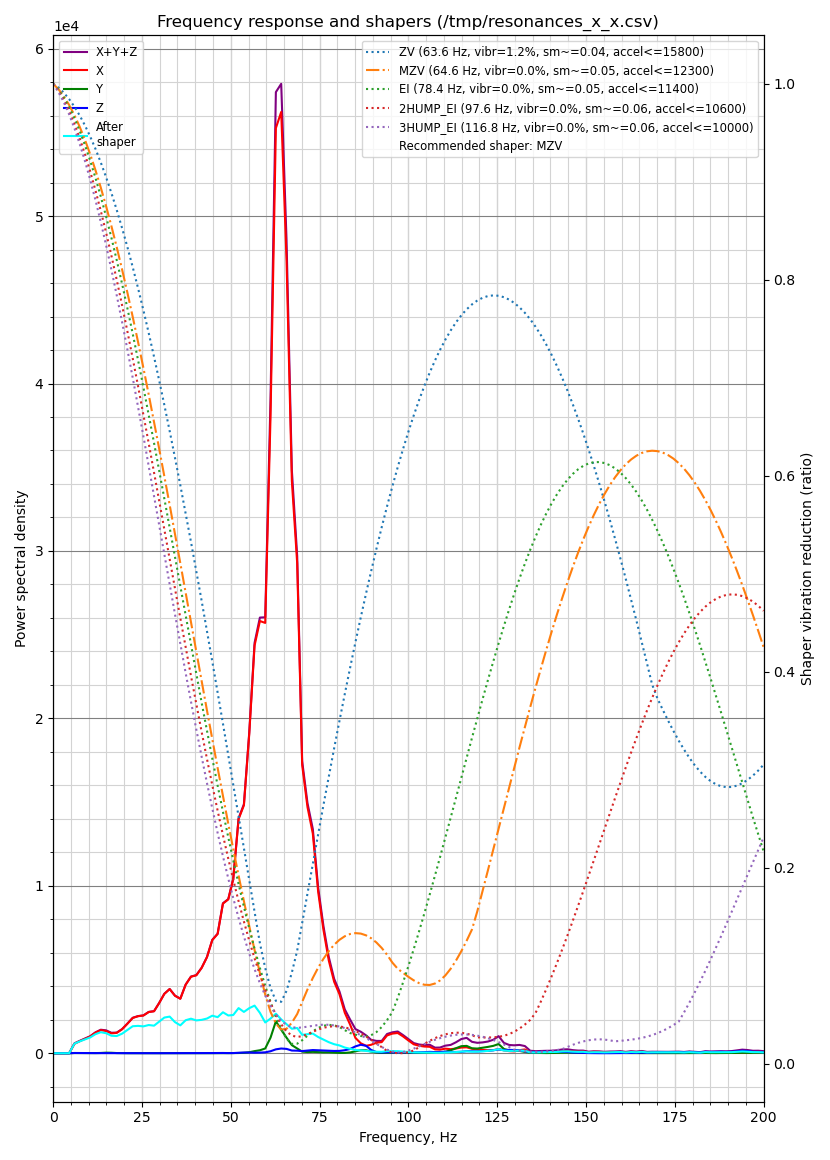 Frequency response and shapers (/tmp/resonances_x_x.csv)
1e4
X+Y+Z
X
Y
Z
After
shaper
ZV (63.6 Hz, vibr=1.2%, sm~=0.04, accel<=15800)
MZV (64.6 Hz, vibr=0.0%, sm~=0.05, accel<=12300)
EI (78.4 Hz, vibr=0.0%, sm~=0.05, accel<=11400)
2HUMP_EI (97.6 Hz, vibr=0.0%, sm~=0.06, accel<=10600)
3HUMP_EI (116.8 Hz, vibr=0.0%, sm~=0.06, accel<=10000)
Recommended shaper: MZV
6
5
4
3
2
1
0
Power spectral density
1.0
0.8
0.6
0.4
0.2
0.0
Shaper vibration reduction (ratio)
0 25 50 75 100 125 150 175 200
Frequency, Hz